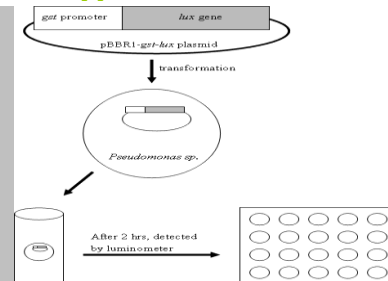 gst promoter lux gene
pBBR1-gst-lux plasmid
transformation
Pseudomonas sp.
After 2 hrs, detected
by luminometer